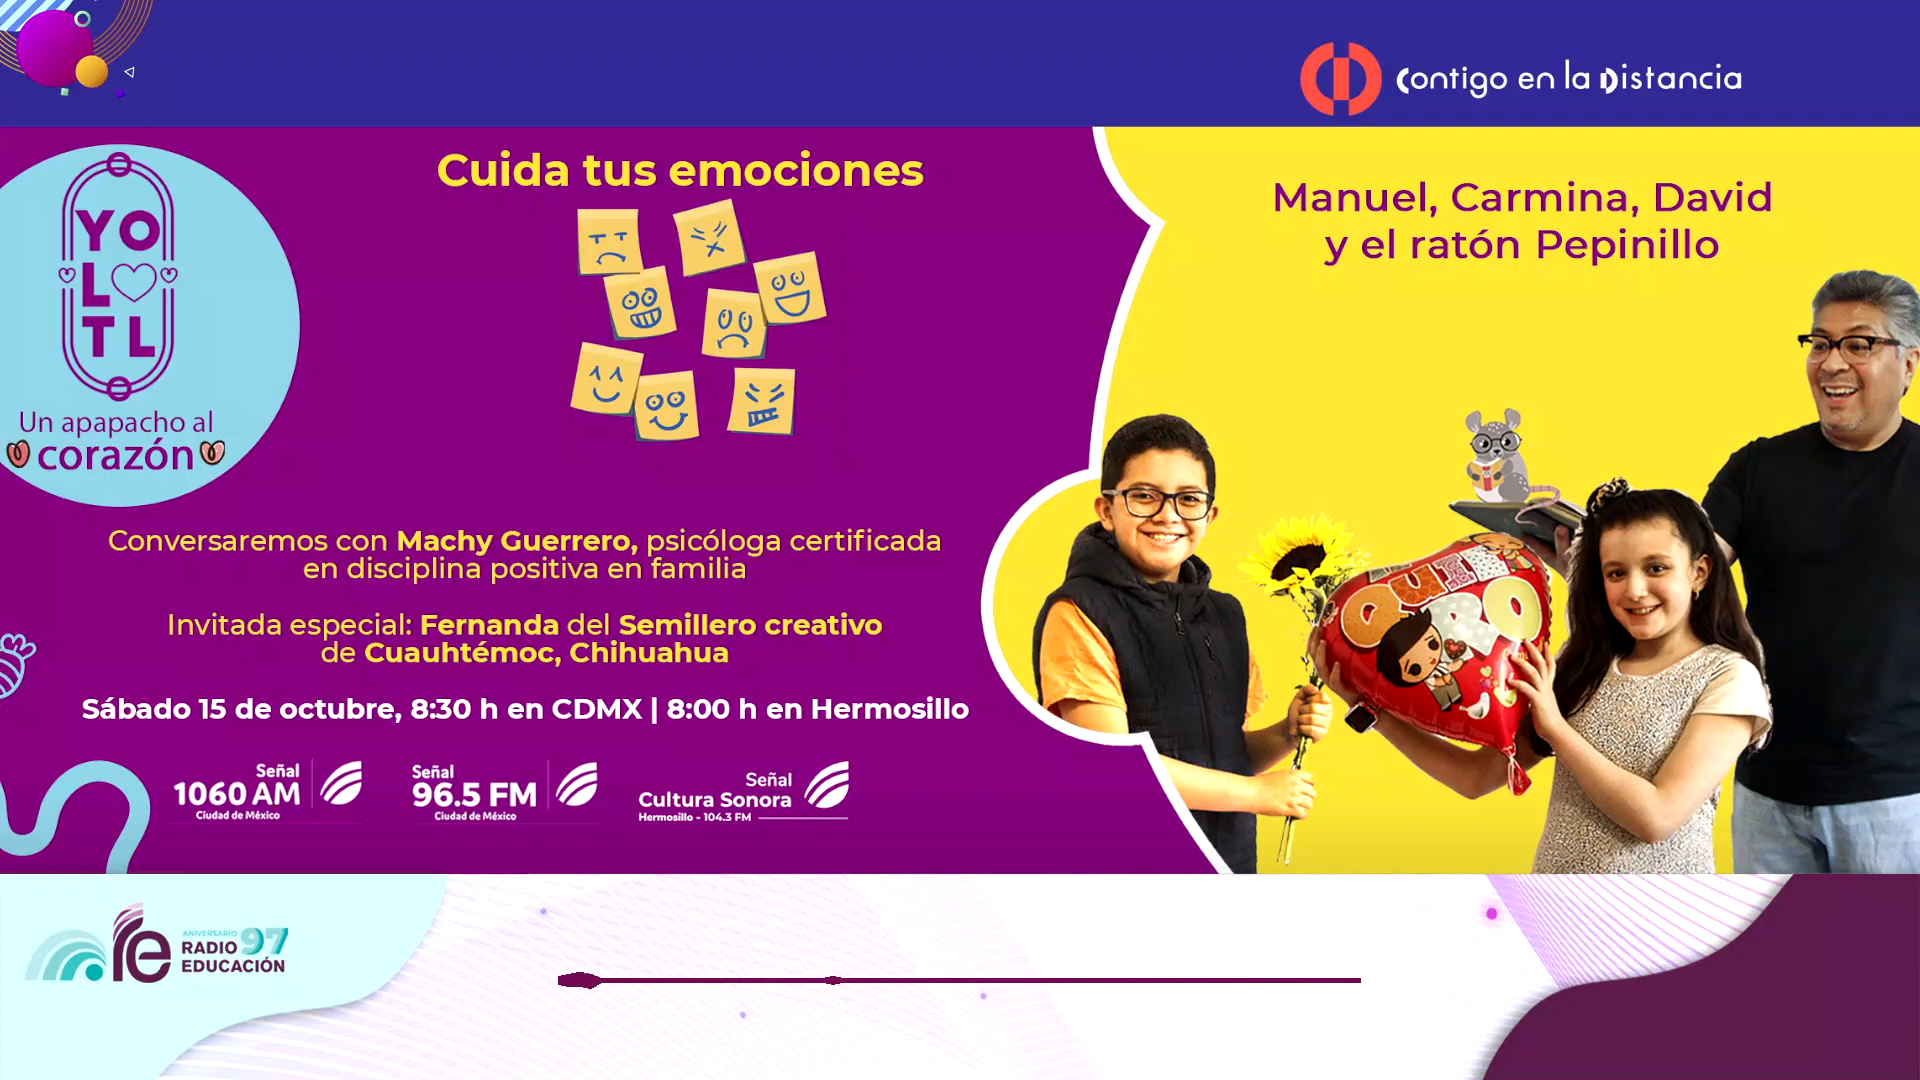 Contigo en la Distancia
YO
L
TL
Un apapacho al
corazón
Cuida tus emociones
Manuel, Carmina, David
y el ratón Pepinillo
Conversaremos con Machy Guerrero, psicóloga certificada
en disciplina positiva en familia
Invitada especial: Fernanda del Semillero creativo
de Cuauhtémoc, Chihuahua
Sábado 15 de octubre, 8:30 h en CDMX | 8:00 h en Hermosillo
Señal
1060 AM
Ciudad de México
Señal
96.5 FM
Ciudad de México
Señal
Cultura Sonora
Hermosillo - 104.3 FM
re
ANIVERSARIO
RADIO 97
EDUCACIÓN